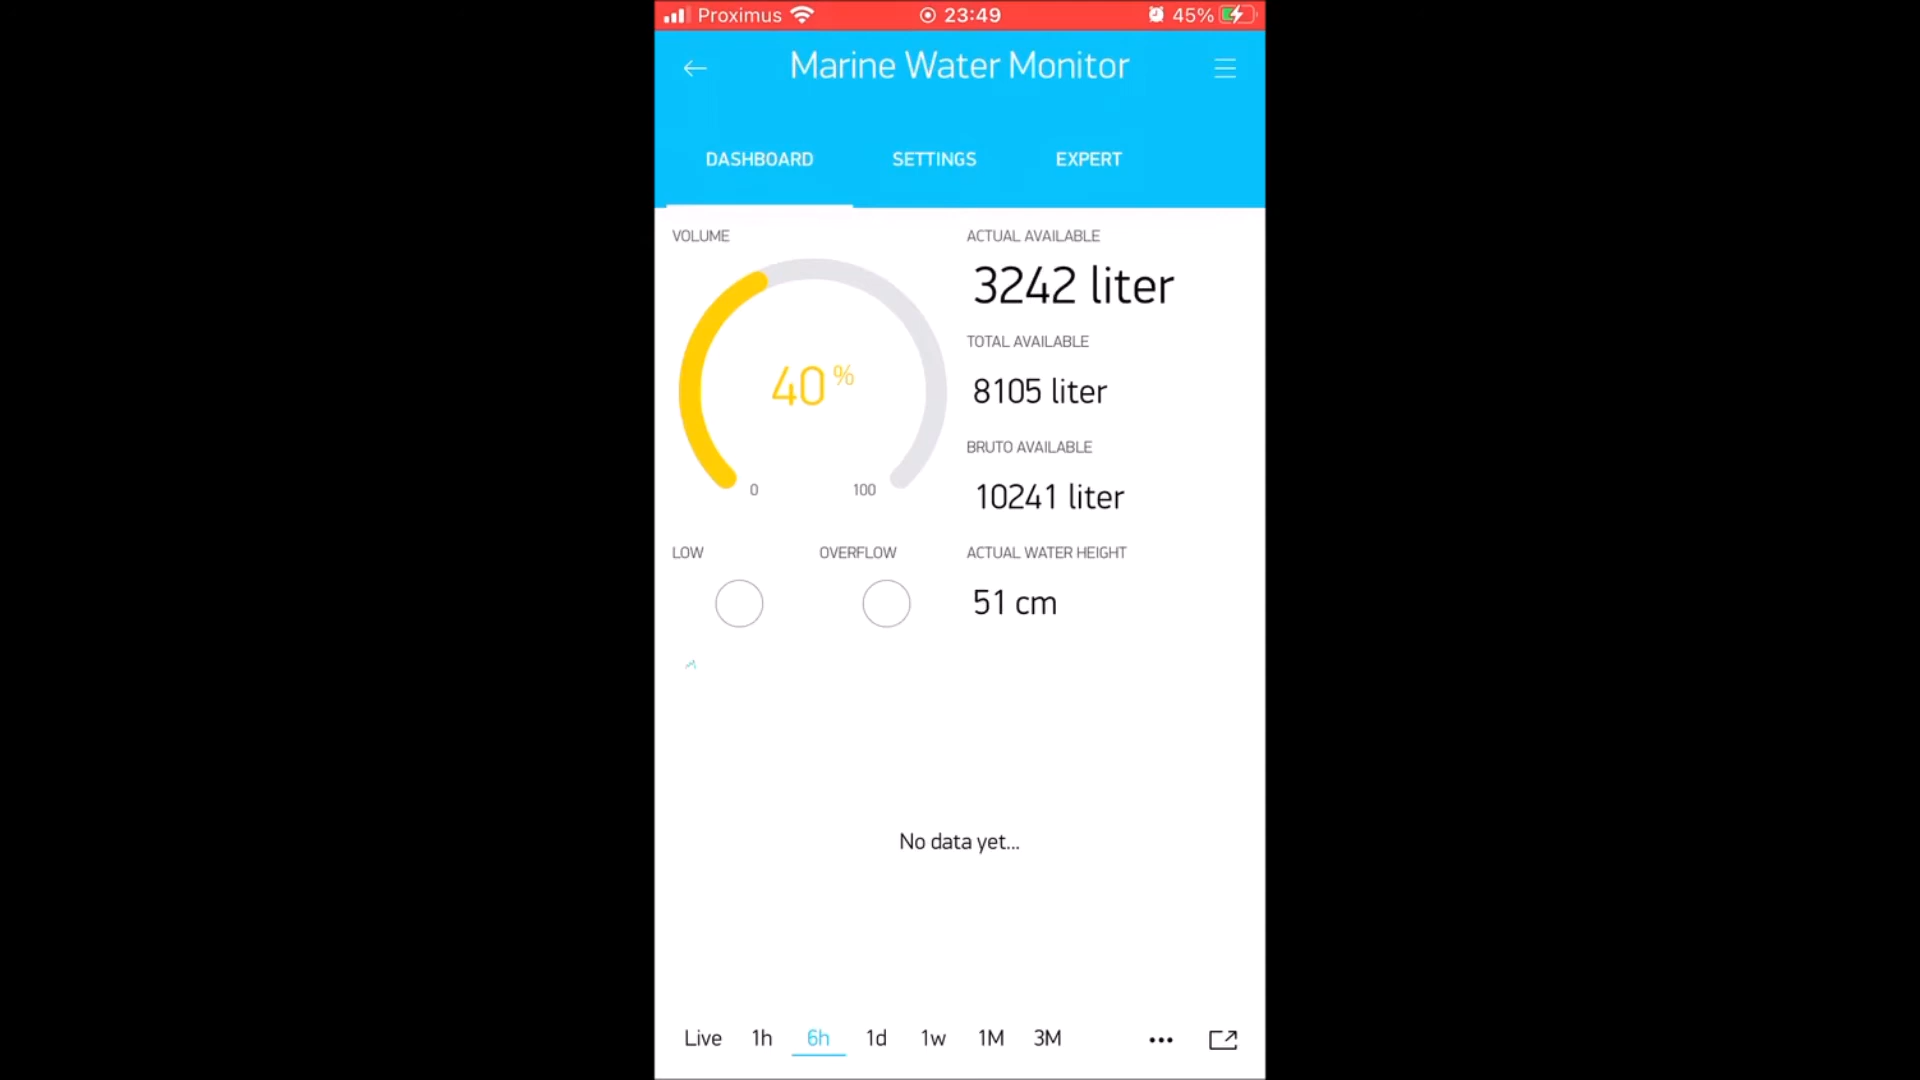 Proximus 23:49 45%
Marine Water Monitor
DASHBOARD SETTINGS EXPERT
VOLUME
40 %
0 100
ACTUAL AVAILABLE
3242 liter
TOTAL AVAILABLE
8105 liter
BRUTO AVAILABLE
10241 liter
LOW OVERFLOW
ACTUAL WATER HEIGHT
51 cm
No data yet...
Live 1h 6h 1d 1w 1M 3M